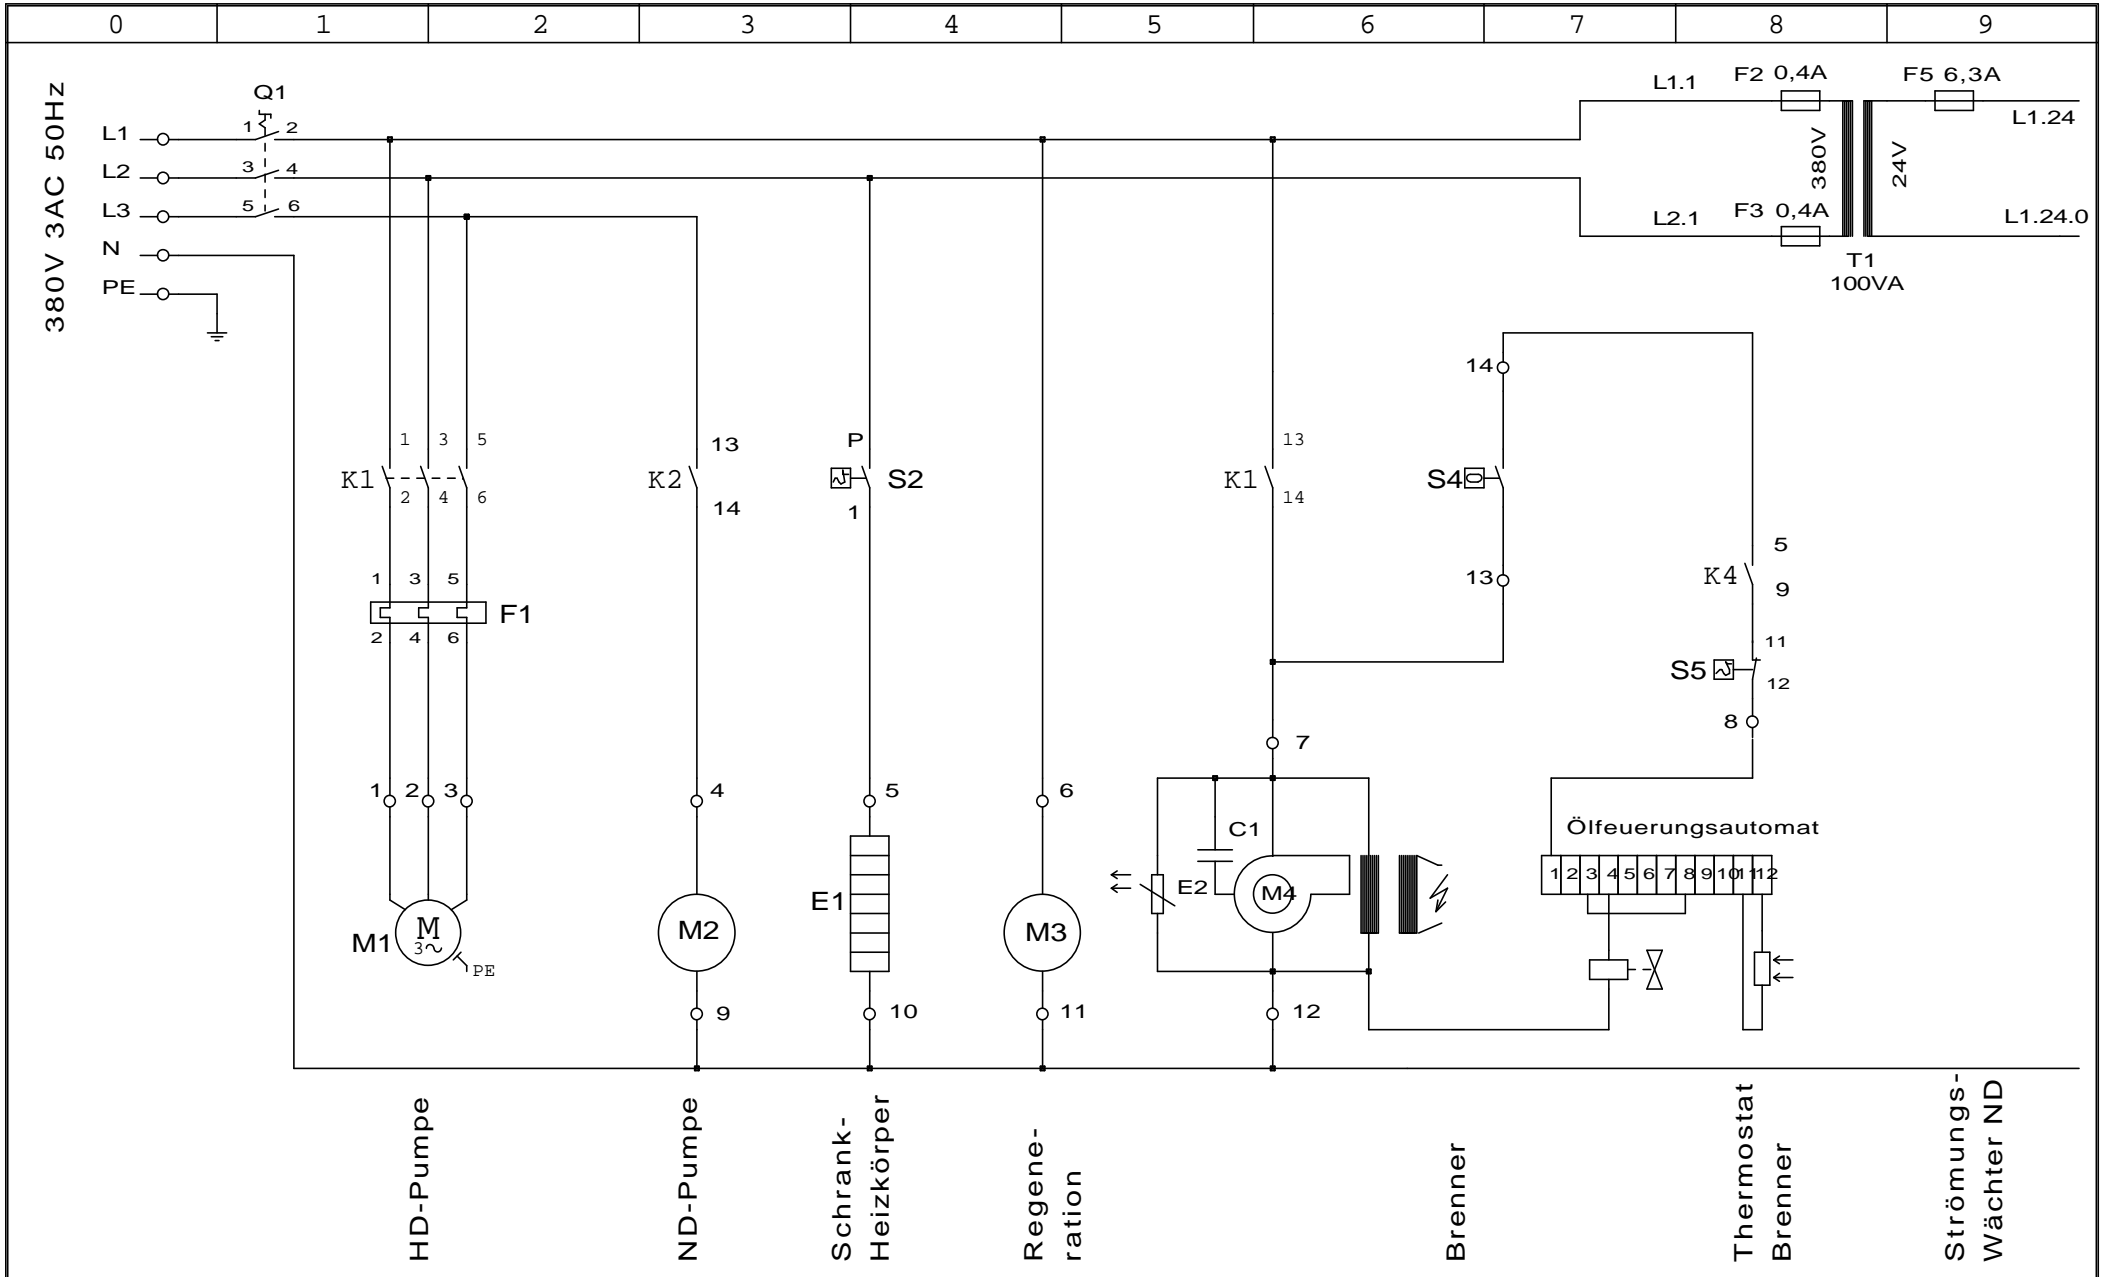 0 1 2 3 4 5 6 7 8 9
380V 3AC 50Hz
Q1
L1
1 2
L2
3 4
L3
5 6
N
PE
L1.1
F2 0,4A
F5 6,3A
L1.24
380V
24V
L2.1
F3 0,4A
L1.24.0
T1
100VA
K1
1 3 5
2 4 6
1 3 5
F1
2 4 6
1 2 3
M1
M
3~
PE
K2
13
14
4
M2
9
P
S2
1
5
E1
10
6
M3
11
K1
13
14
7
C1
E2
M4
12
14
S4
13
5
K4
9
11
S5
12
8
Ölfeuerungsautomat
1 2 3 4 5 6 7 8 9 10 11 12
HD-Pumpe
ND-Pumpe
Schrank-
Heizkörper
Regene-
ration
Brenner
Thermostat
Brenner
Strömungs-
Wächter ND